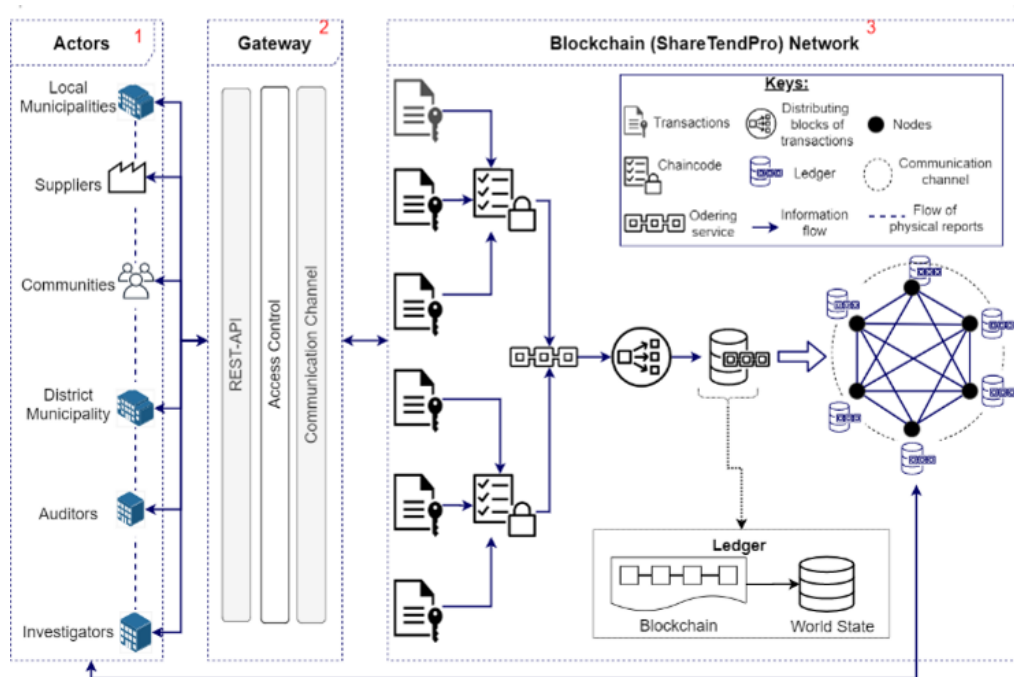 Actors 1
Local
Municipalities
Suppliers
Communities
District
Municipality
Auditors
Investigators
Gateway 2
REST-API
Access Control
Communication Channel
Blockchain (ShareTendPro) Network 3
Keys:
Transactions
Distributing
blocks of
transactions
Nodes
Chaincode
Ledger
Communication
channel
Odering
service
Information
flow
Flow of
physical reports
Ledger
Blockchain
World State